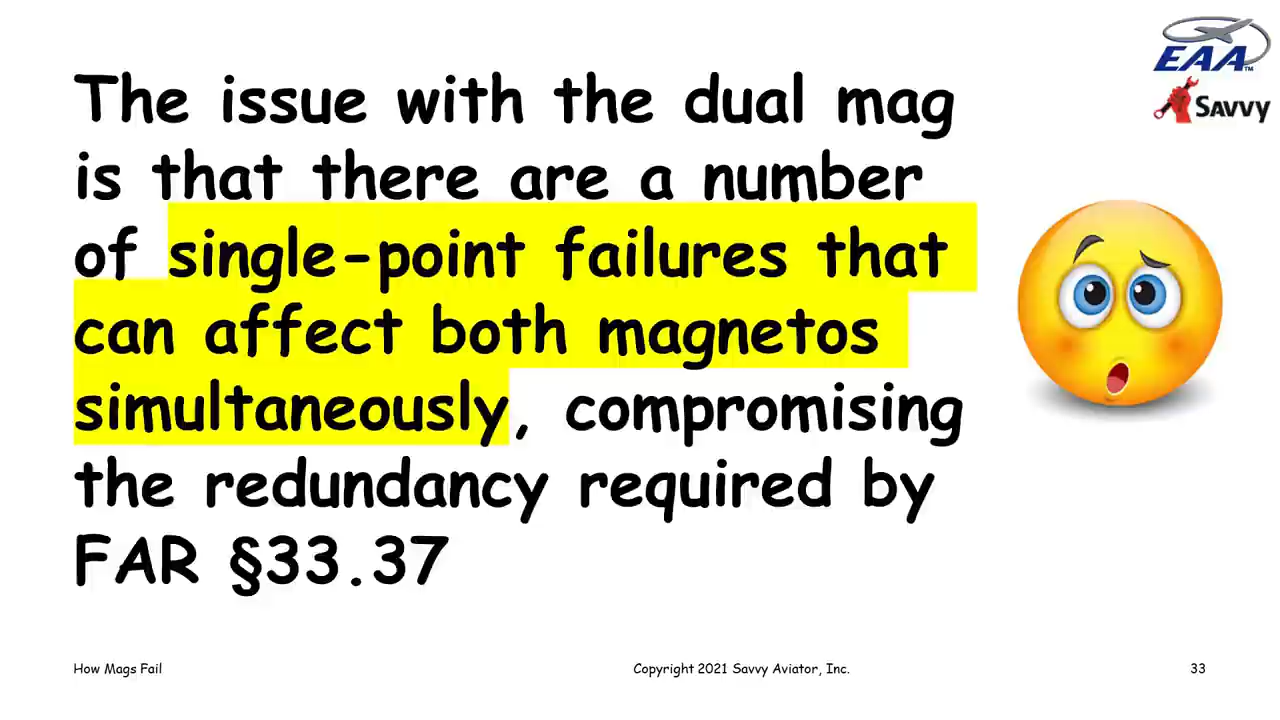 EAA™
SAVVY
The issue with the dual mag
is that there are a number
of single-point failures that
can affect both magnetos
simultaneously, compromising
the redundancy required by
FAR §33.37
How Mags Fail
Copyright 2021 Savvy Aviator, Inc.
33